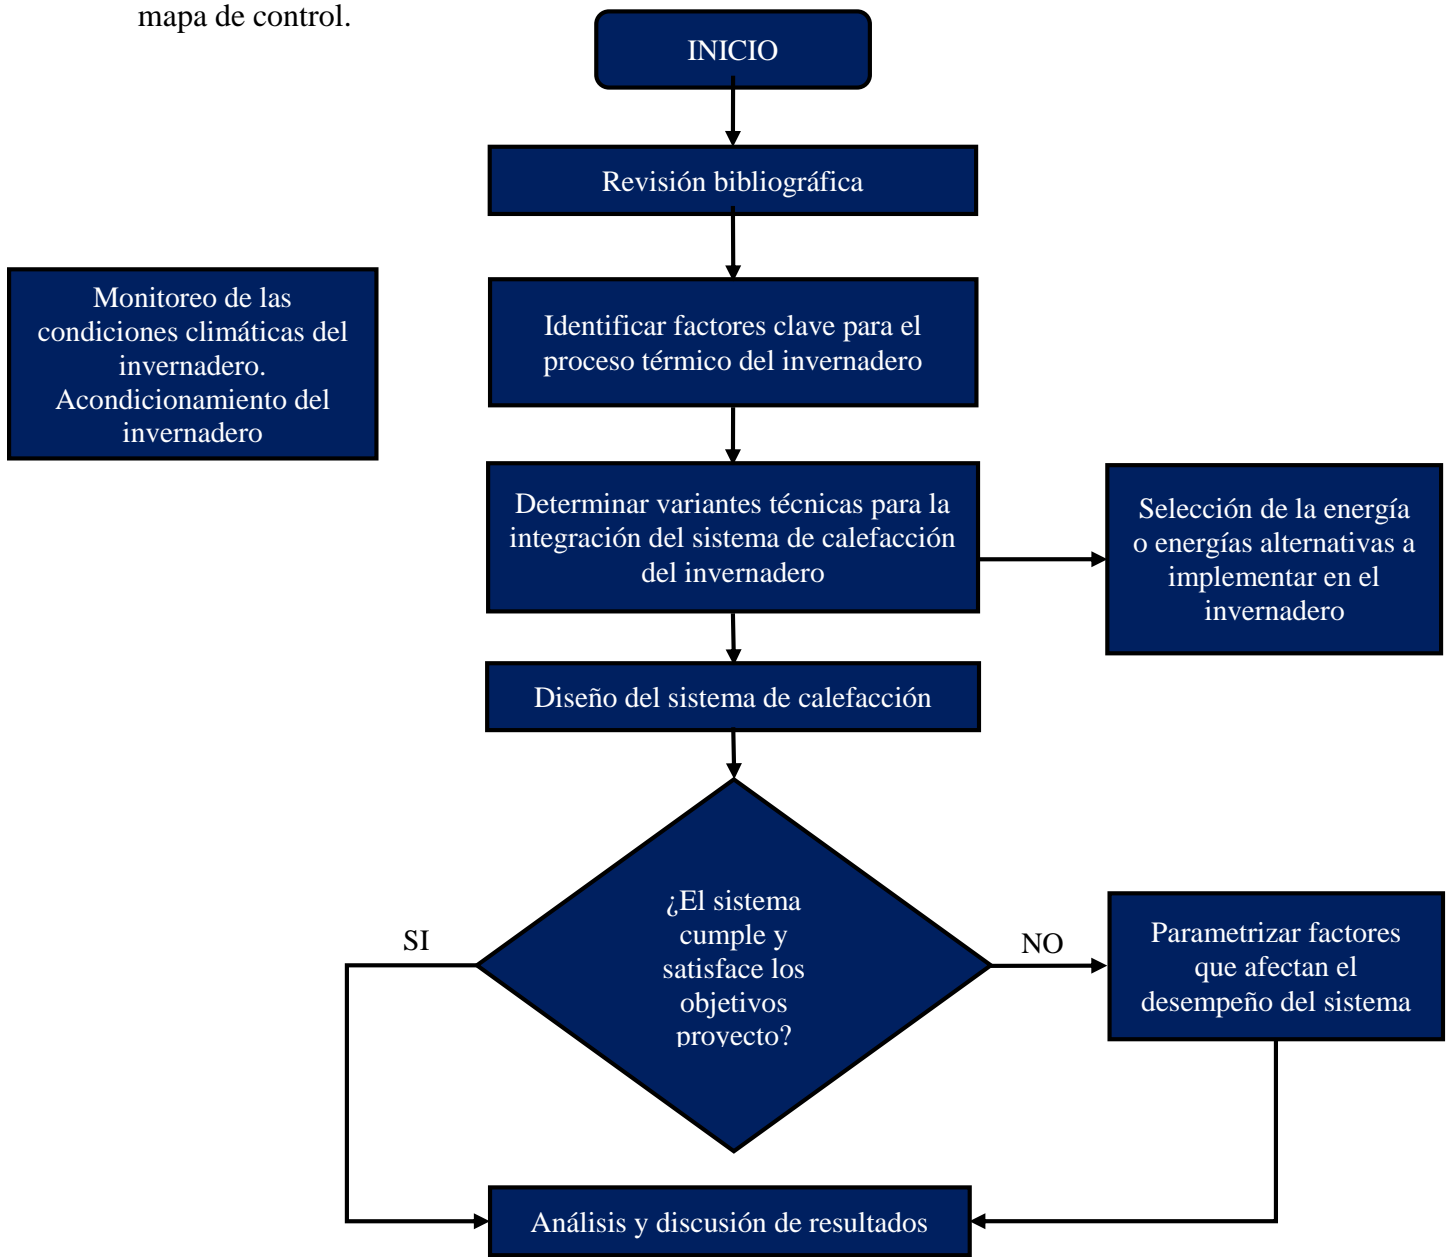 mapa de control.
INICIO
Revisión bibliográfica
Monitoreo de las
condiciones climáticas del
invernadero.
Acondicionamiento del
invernadero
Identificar factores clave para el
proceso térmico del invernadero
Determinar variantes técnicas para la
integración del sistema de calefacción
del invernadero
Selección de la energía
o energías alternativas a
implementar en el
invernadero
Diseño del sistema de calefacción
¿El sistema
cumple y
satisface los
objetivos
proyecto?
SI
NO
Parametrizar factores
que afectan el
desempeño del sistema
Análisis y discusión de resultados